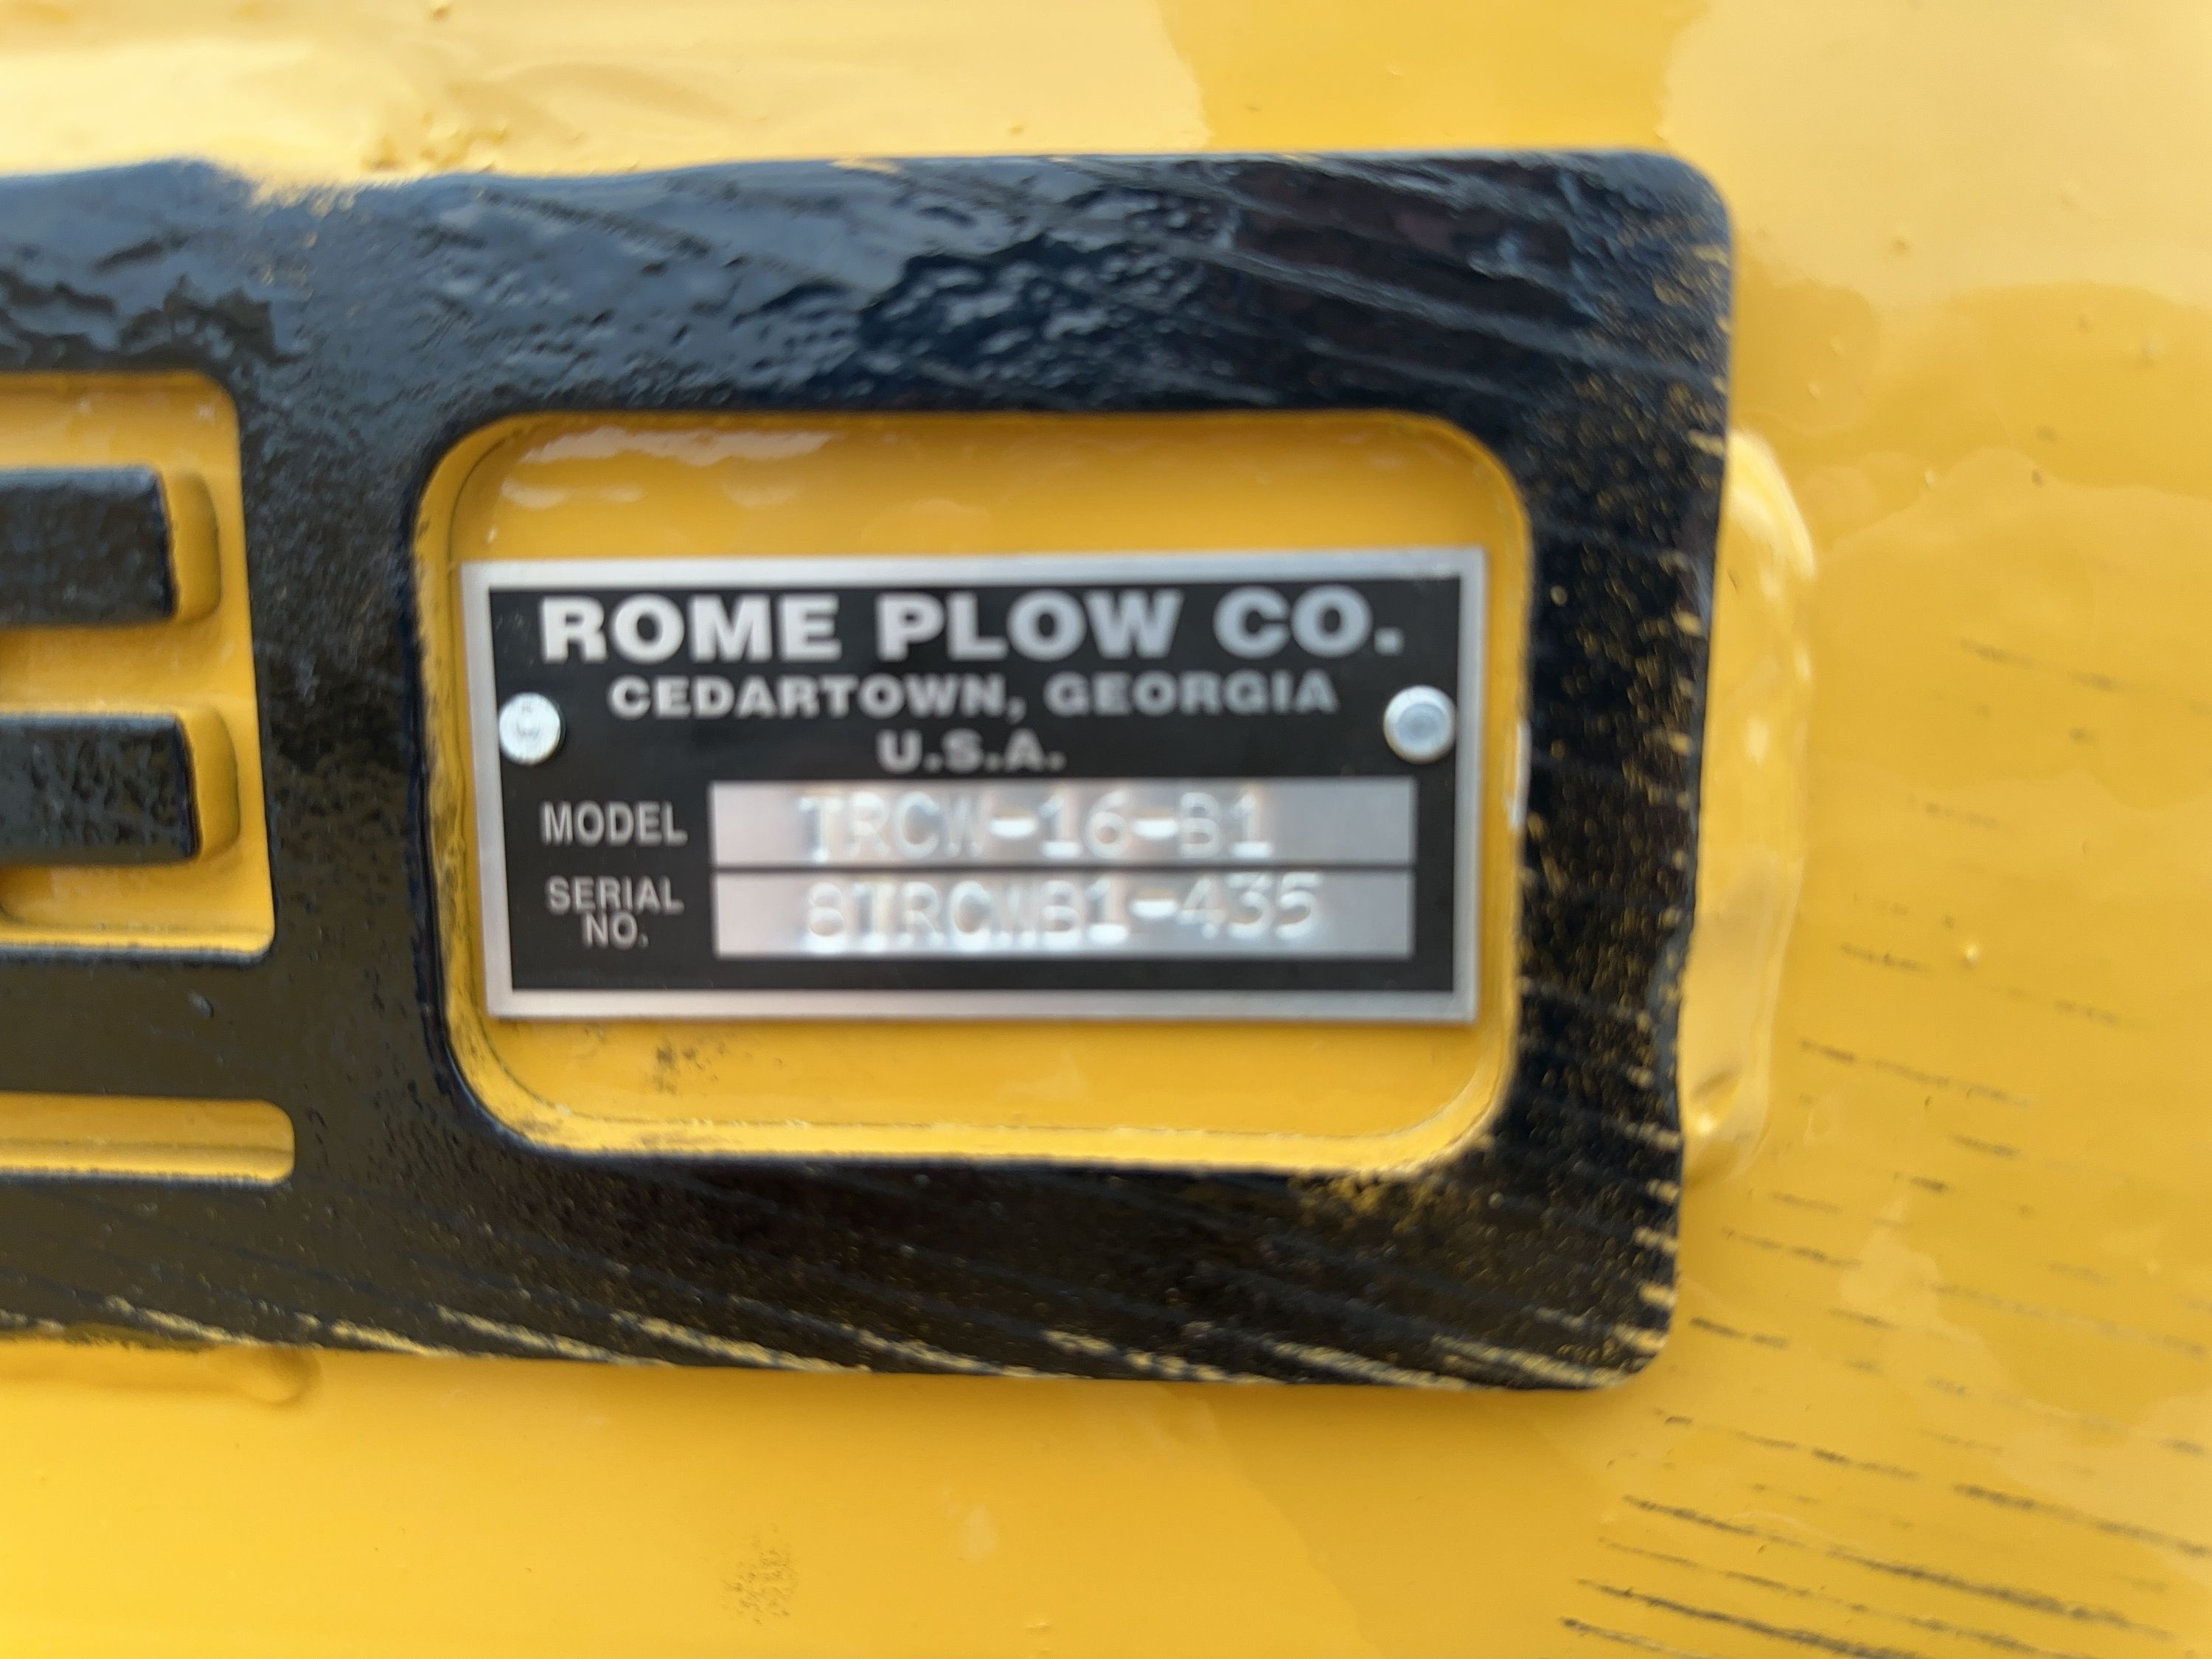 ROME PLOW CO.
CEDARTOWN, GEORGIA
U.S.A.
MODEL TRCW-16-B1
SERIAL NO. 8TRCWB1-435